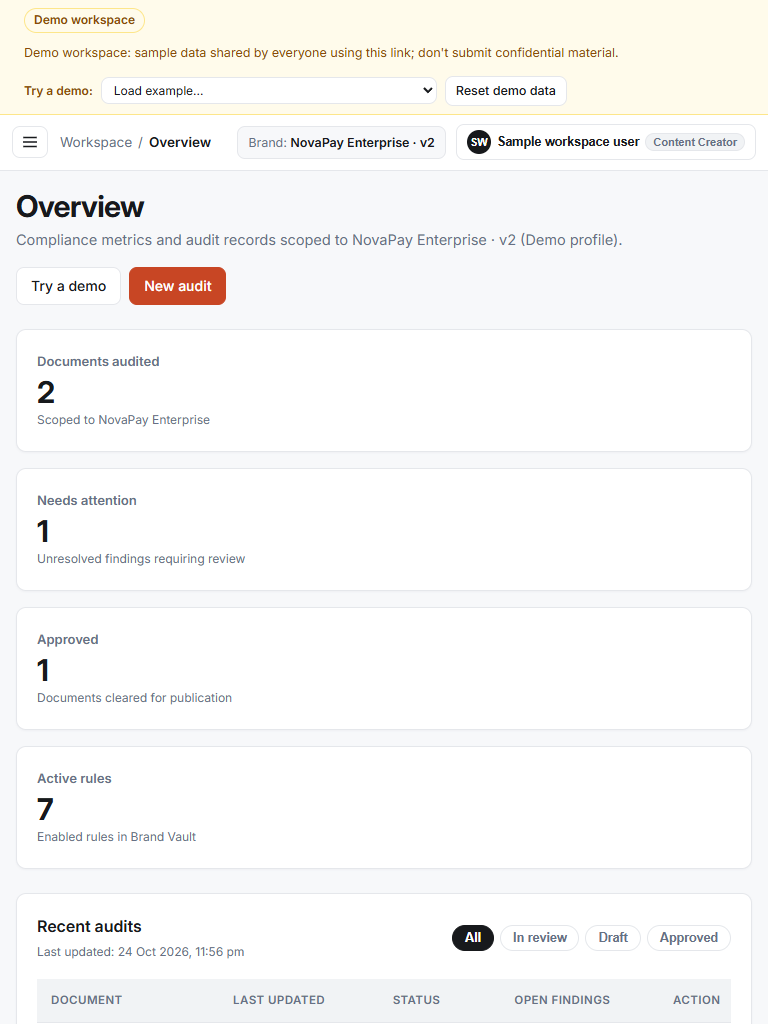 Demo workspace
Demo workspace: sample data shared by everyone using this link; don't submit confidential material.
Try a demo: Load example... Reset demo data
Workspace / Overview Brand: NovaPay Enterprise · v2 SW Sample workspace user Content Creator
Overview
Compliance metrics and audit records scoped to NovaPay Enterprise · v2 (Demo profile).
Try a demo New audit
Documents audited
2
Scoped to NovaPay Enterprise
Needs attention
1
Unresolved findings requiring review
Approved
1
Documents cleared for publication
Active rules
7
Enabled rules in Brand Vault
Recent audits
Last updated: 24 Oct 2026, 11:56 pm
All In review Draft Approved
DOCUMENT LAST UPDATED STATUS OPEN FINDINGS ACTION